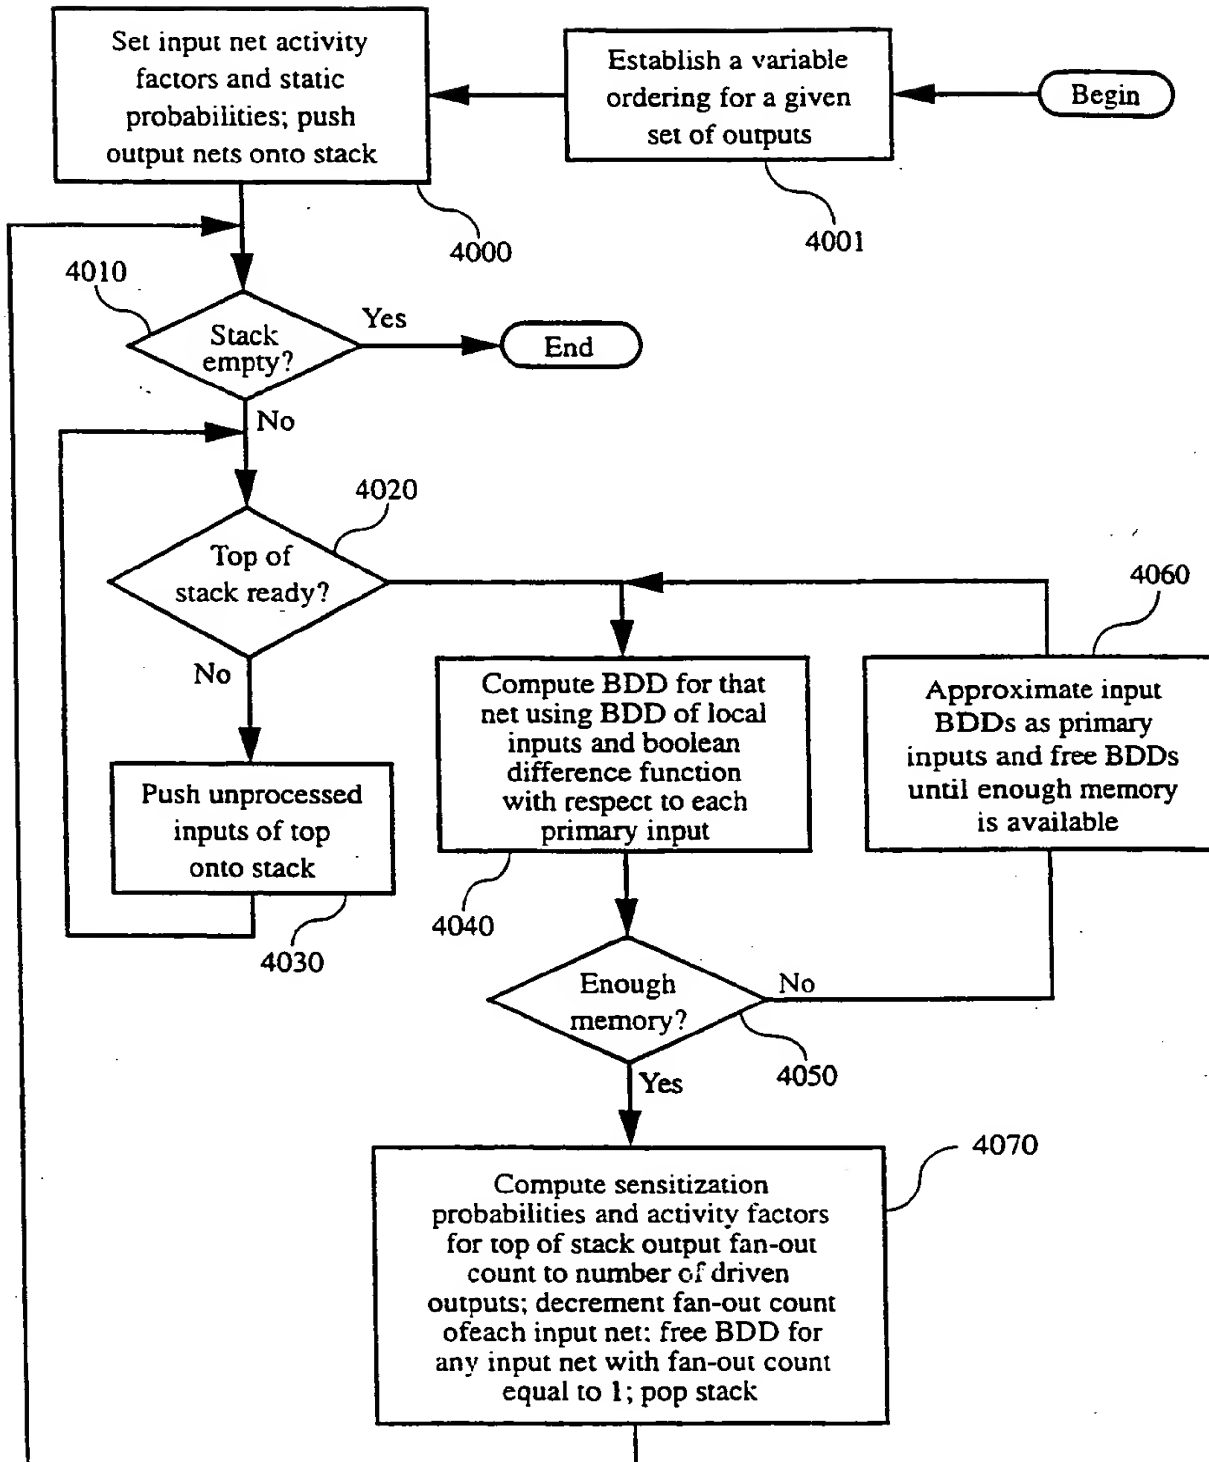 Set input net activity
factors and static
probabilities; push
output nets onto stack
4000
Establish a variable
ordering for a given
set of outputs
4001
Begin
4010
Stack
empty?
Yes
End
No
4020
Top of
stack ready?
No
Push unprocessed
inputs of top
onto stack
4030
Compute BDD for that
net using BDD of local
inputs and boolean
difference function
with respect to each
primary input
4040
4060
Approximate input
BDDs as primary
inputs and free BDDs
until enough memory
is available
Enough
memory?
No
4050
Yes
4070
Compute sensitization
probabilities and activity factors
for top of stack output fan-out
count to number of driven
outputs; decrement fan-out count
ofeach input net; free BDD for
any input net with fan-out count
equal to 1; pop stack